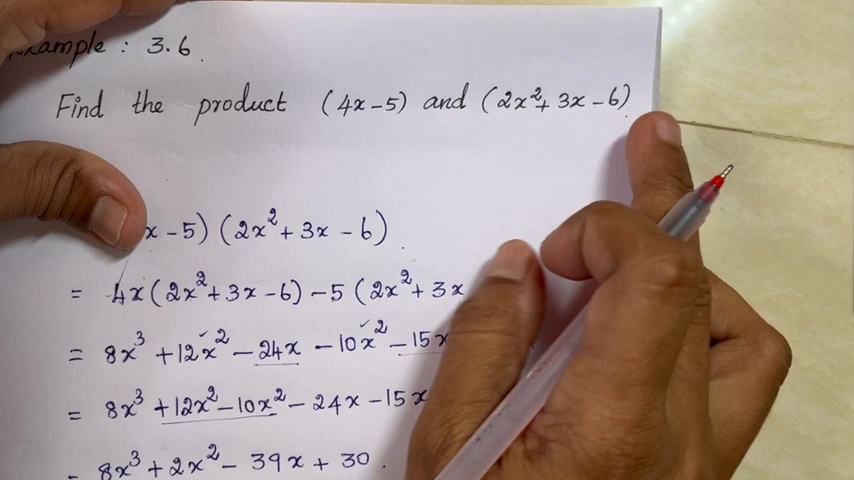 : 3.6.
Find the product (4x-5) and (2x²+3x-6)
x-5) (2x²+3x-6).
= 4x(2x²+3x-6)-5(2x²+3x
= 8x³+12x²-24x-10x²-15x
= 8x³+12x²-10x²-24x-15x
= 8x³+2x²-39x+30.